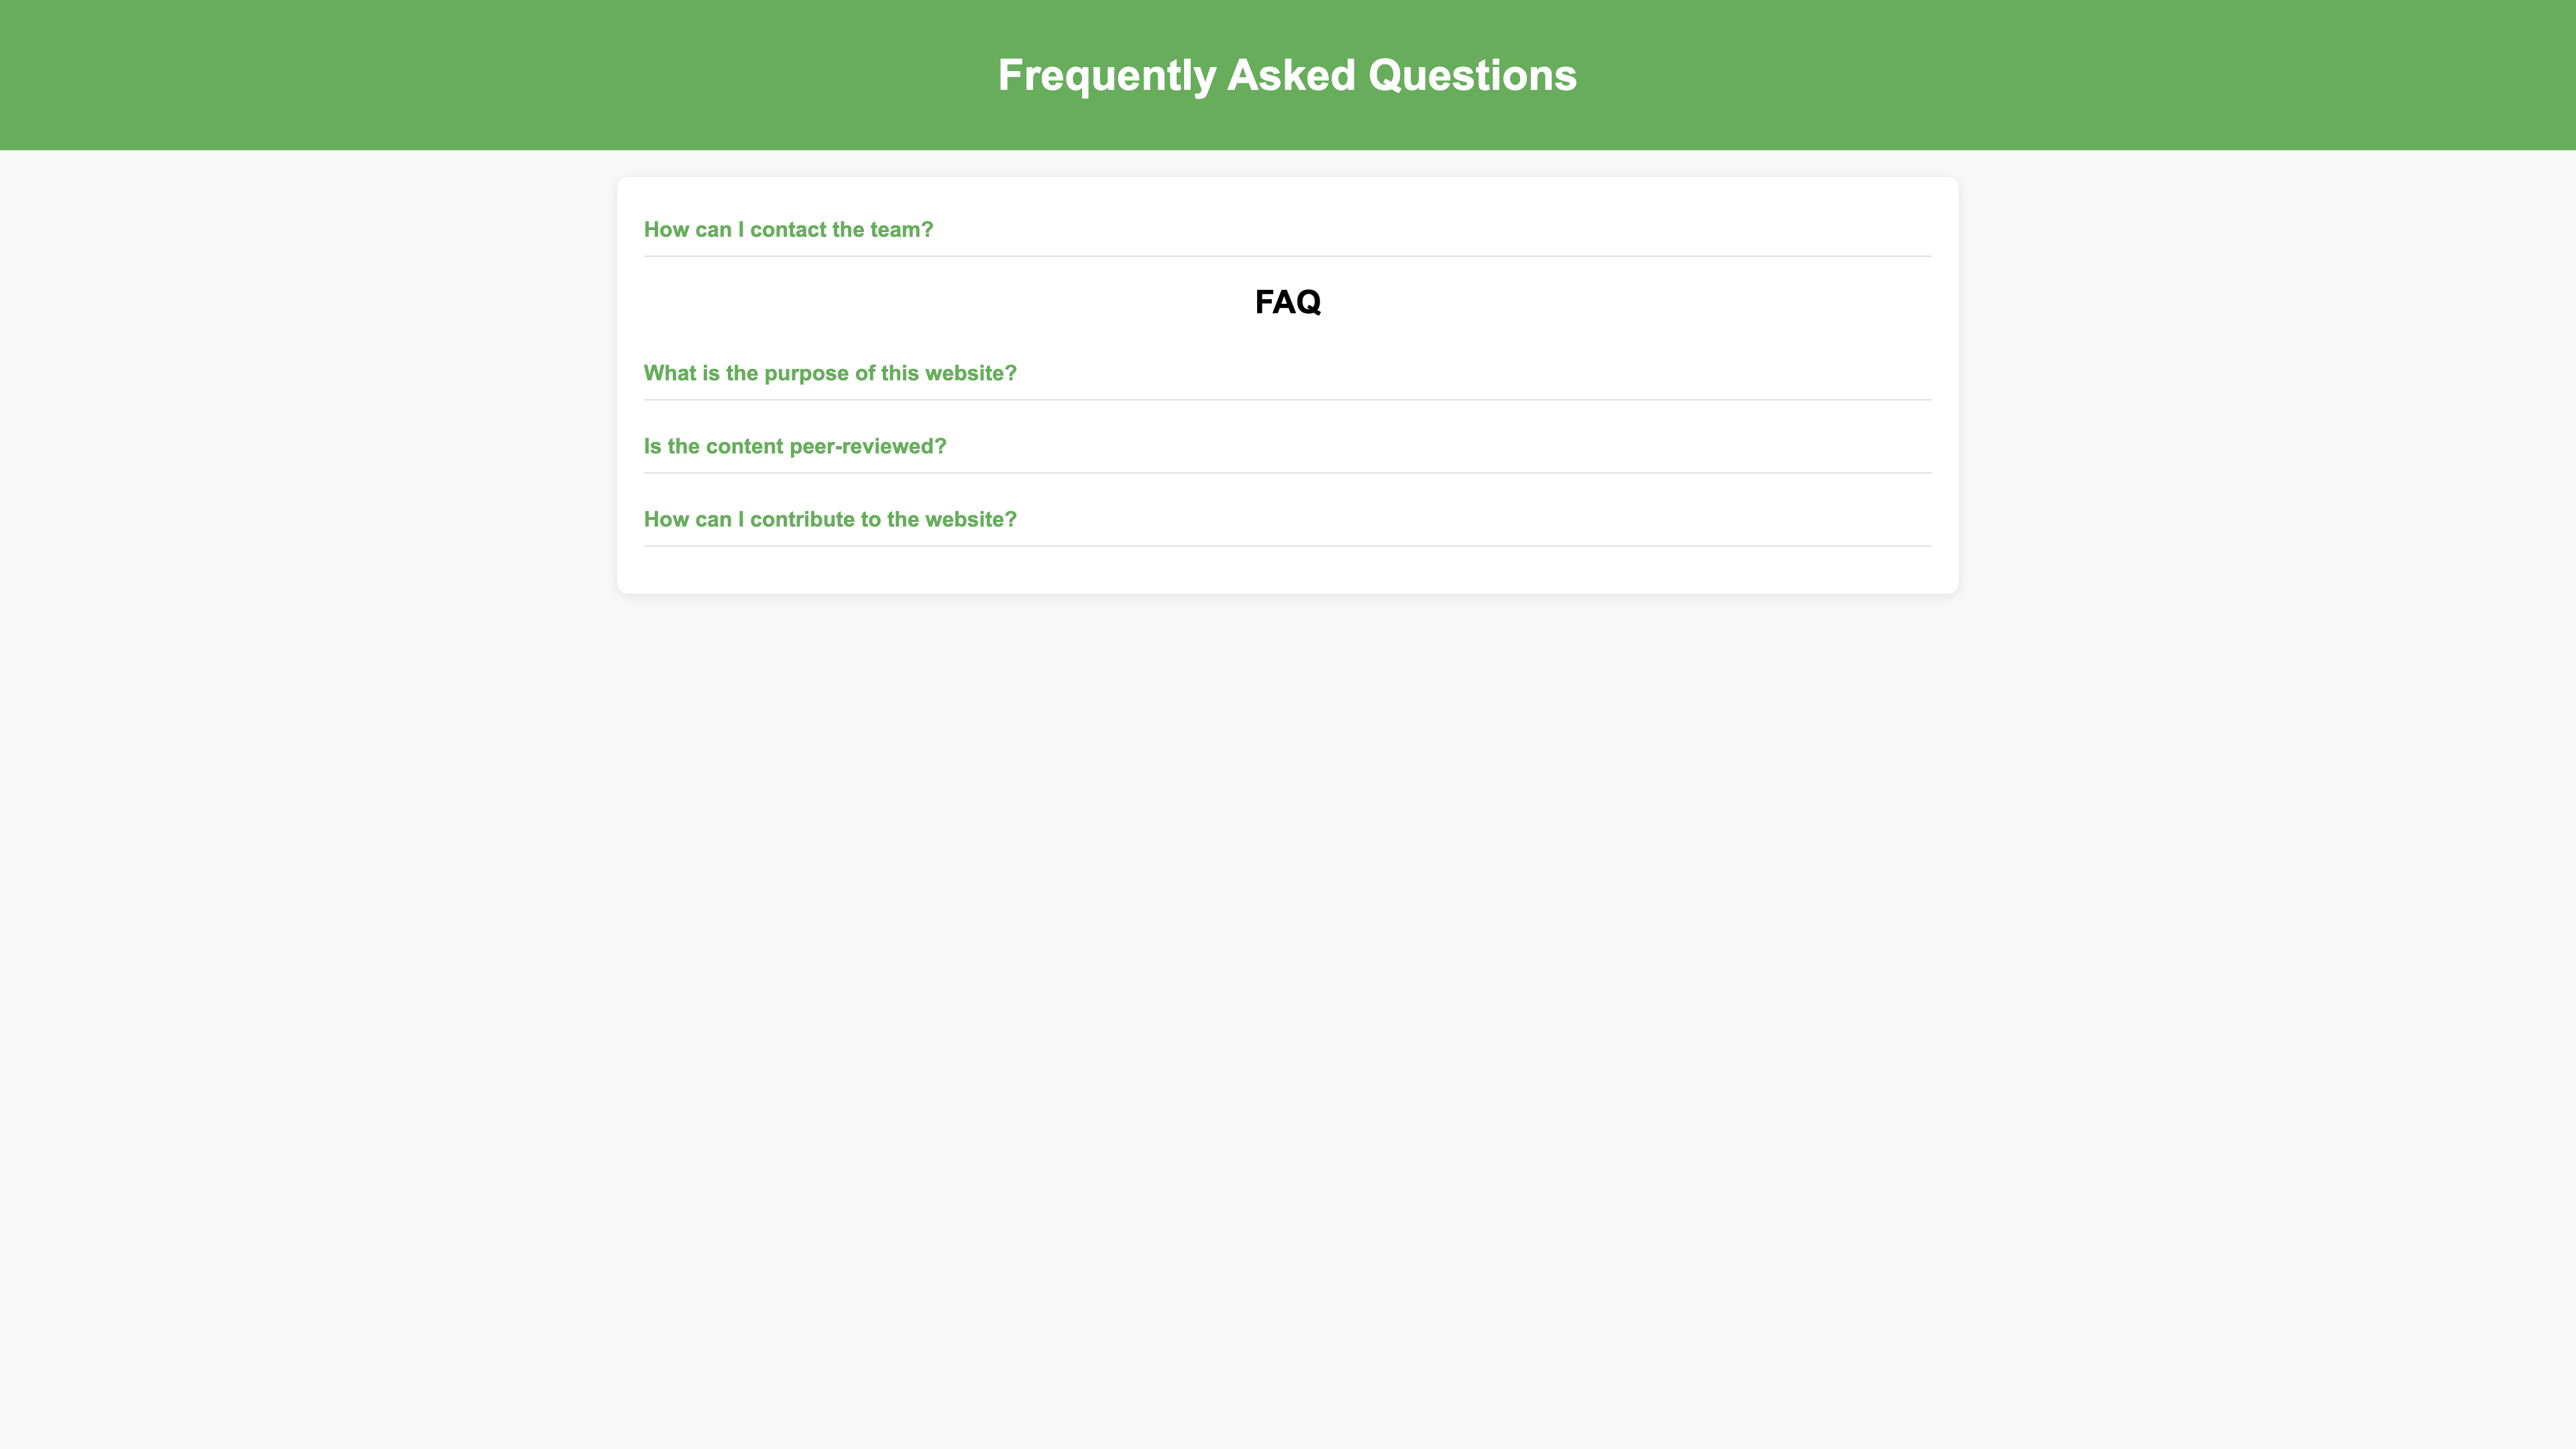 Frequently Asked Questions
How can I contact the team?
FAQ
What is the purpose of this website?
Is the content peer-reviewed?
How can I contribute to the website?